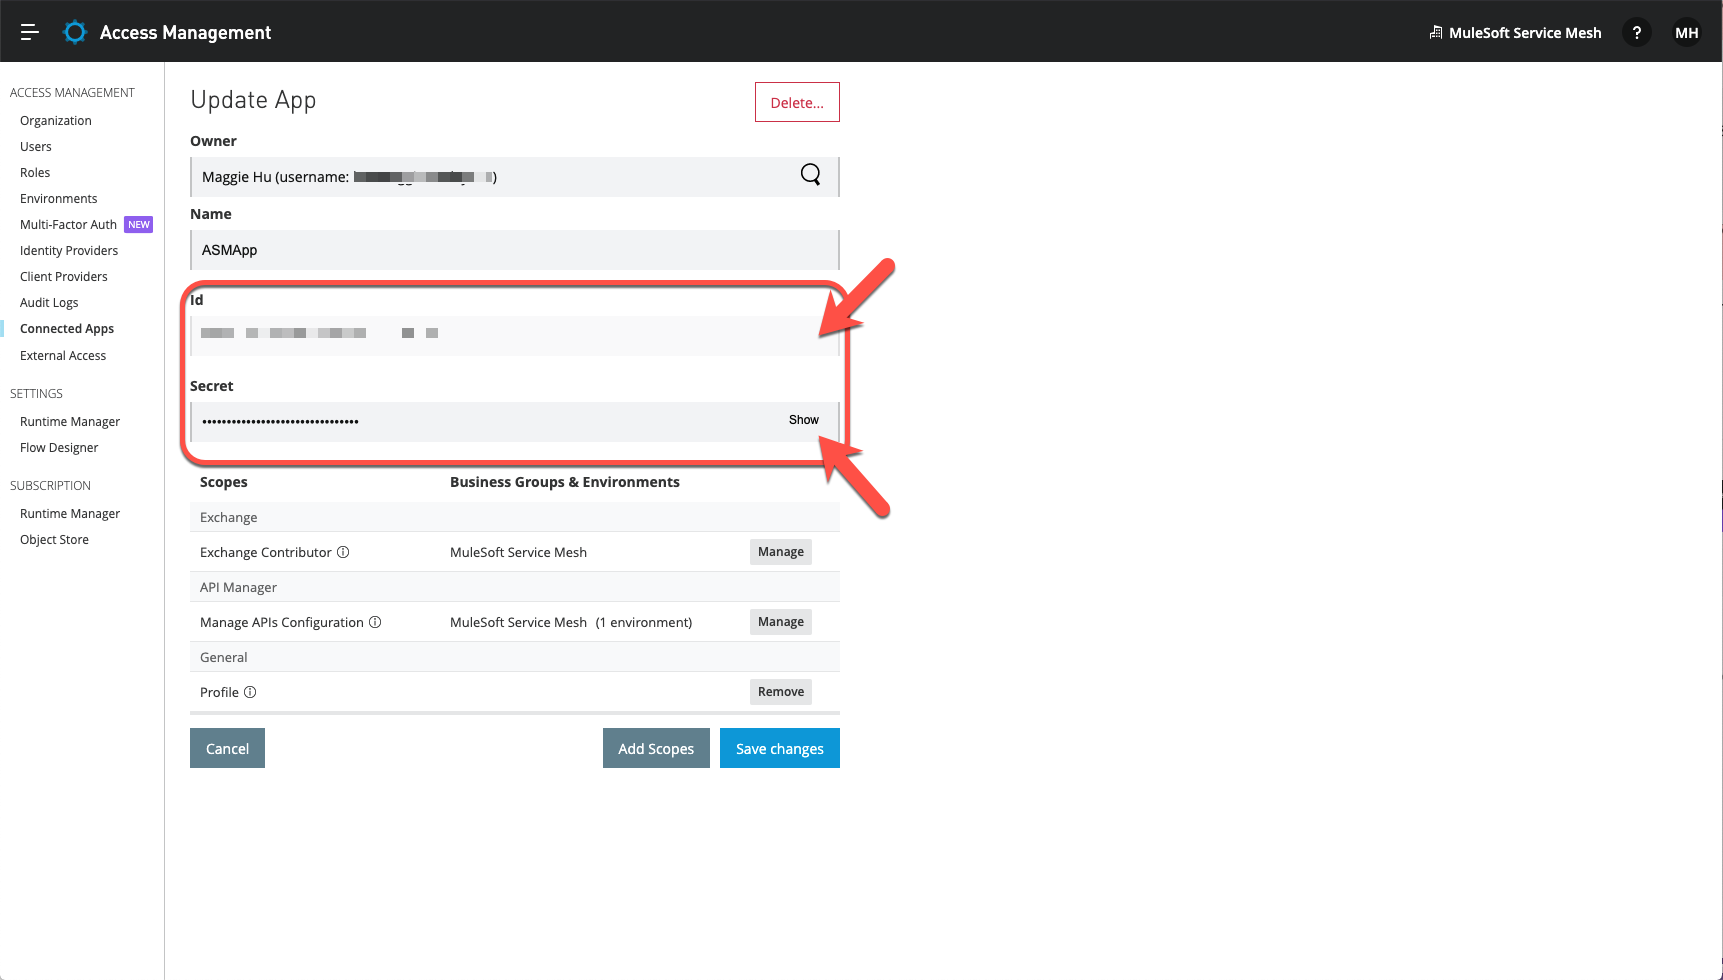 Access Management
MuleSoft Service Mesh
?
MH
ACCESS MANAGEMENT
Organization
Users
Roles
Environments
Multi-Factor Auth NEW
Identity Providers
Client Providers
Audit Logs
Connected Apps
External Access
SETTINGS
Runtime Manager
Flow Designer
SUBSCRIPTION
Runtime Manager
Object Store
Update App
Delete...
Owner
Maggie Hu (username: )
Name
ASMApp
Id
Secret
•••••••••••••••••••••••••••••••• Show
Scopes Business Groups & Environments
Exchange
Exchange Contributor MuleSoft Service Mesh Manage
API Manager
Manage APIs Configuration MuleSoft Service Mesh (1 environment) Manage
General
Profile Remove
Cancel Add Scopes Save changes